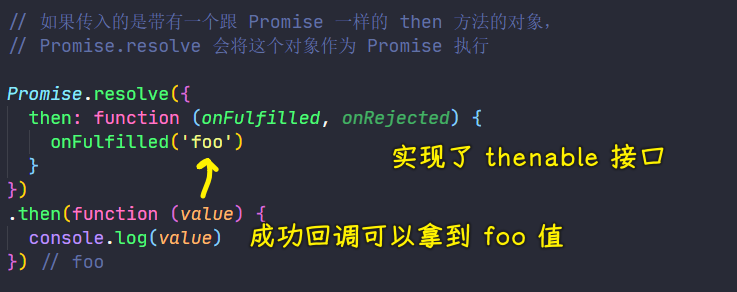 // 如果传入的是带有一个跟 Promise 一样的 then 方法的对象，
// Promise.resolve 会将这个对象作为 Promise 执行
Promise.resolve({
  then: function (onFulfilled, onRejected) {
    onFulfilled('foo')
实现了 thenable 接口
  }
})
.then(function (value) {
  console.log(value)
成功回调可以拿到 foo 值
}) // foo